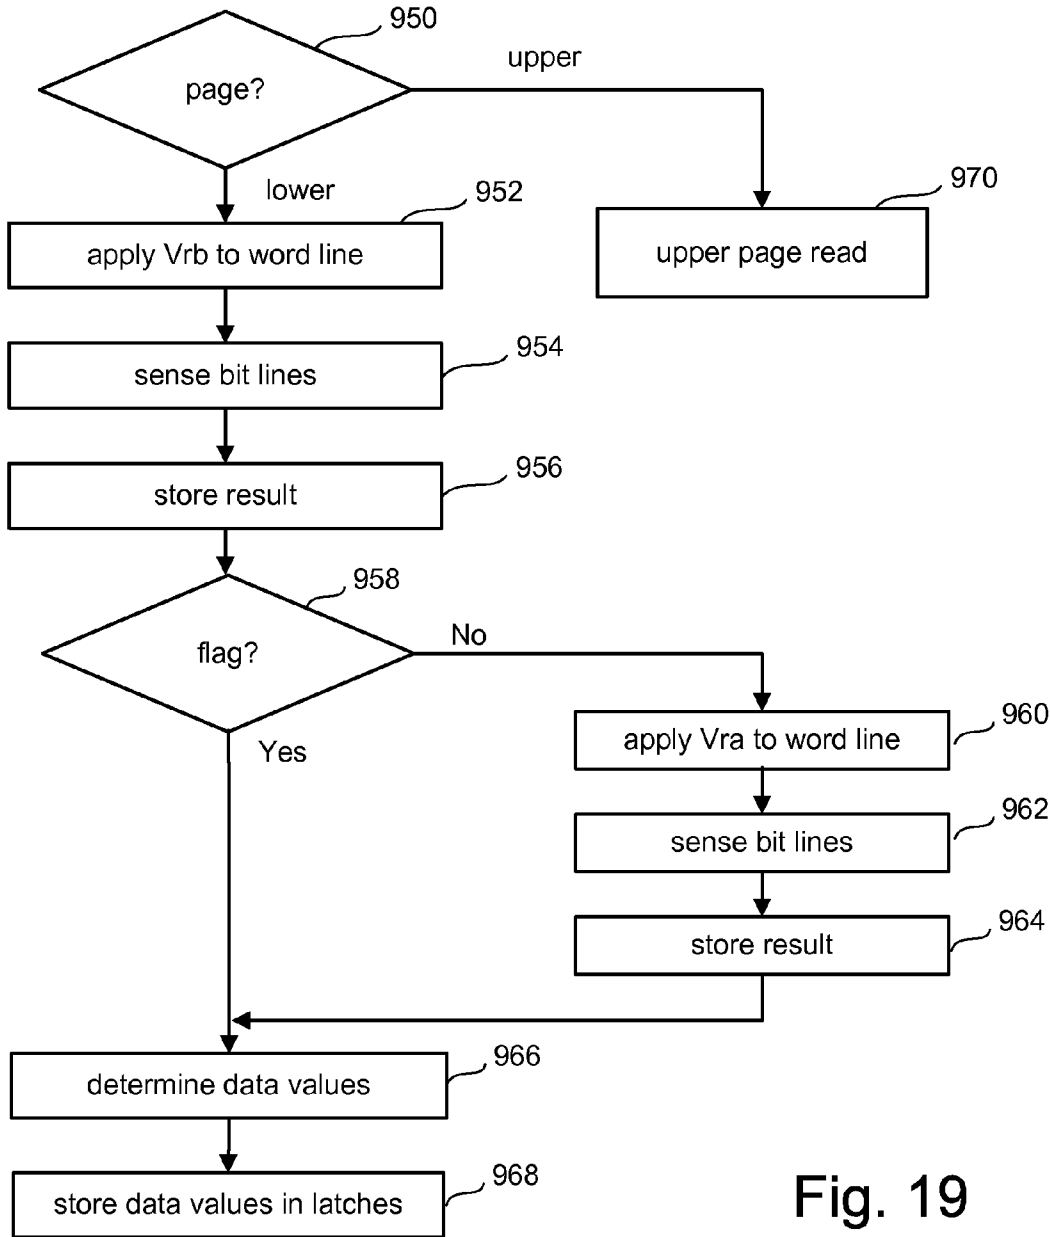 950
page?
upper
lower
952
970
apply Vrb to word line
upper page read
954
sense bit lines
956
store result
958
flag?
No
Yes
960
apply Vra to word line
962
sense bit lines
964
store result
966
determine data values
968
store data values in latches
Fig. 19